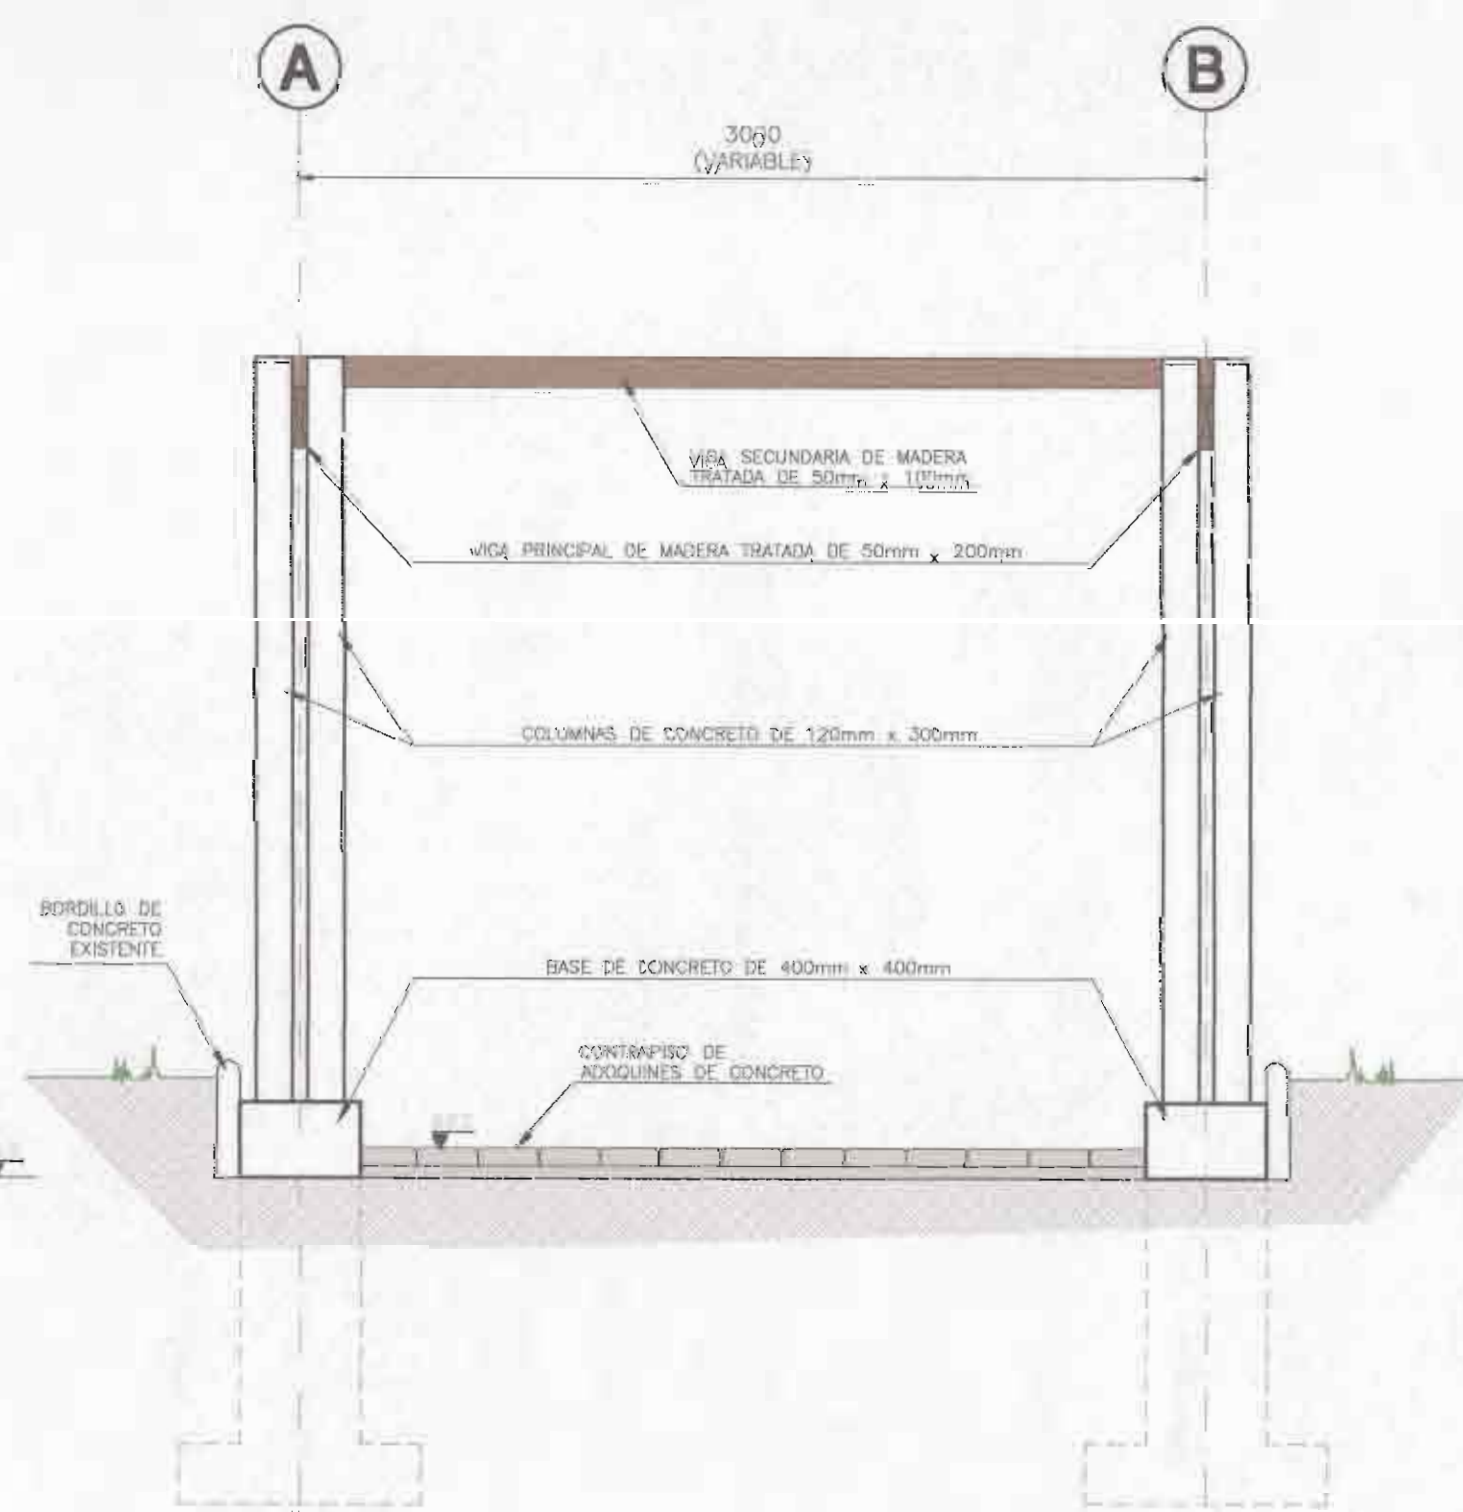 A
B
3000
(VARIABLE)
VIGA SECUNDARIA DE MADERA
TRATADA DE 50mm x 100mm
VIGA PRINCIPAL DE MADERA TRATADA DE 50mm x 200mm
COLUMNAS DE CONCRETO DE 120mm x 300mm
BORDILLO DE
CONCRETO
EXISTENTE
BASE DE CONCRETO DE 400mm x 400mm
CONTRAPISO DE
ADOQUINES DE CONCRETO